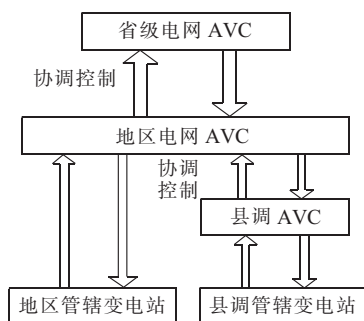 省级电网 AVC
协调控制
地区电网 AVC
协调
控制
县调 AVC
地区管辖变电站
县调管辖变电站